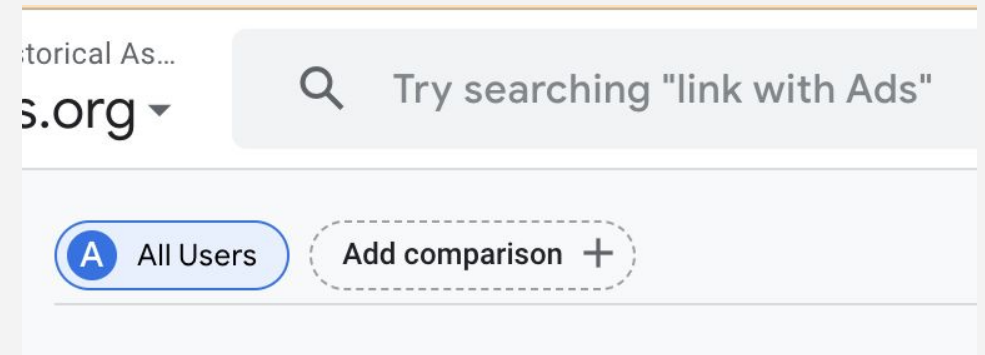 torical As...
s.org
Try searching "link with Ads"
A All Users
Add comparison +